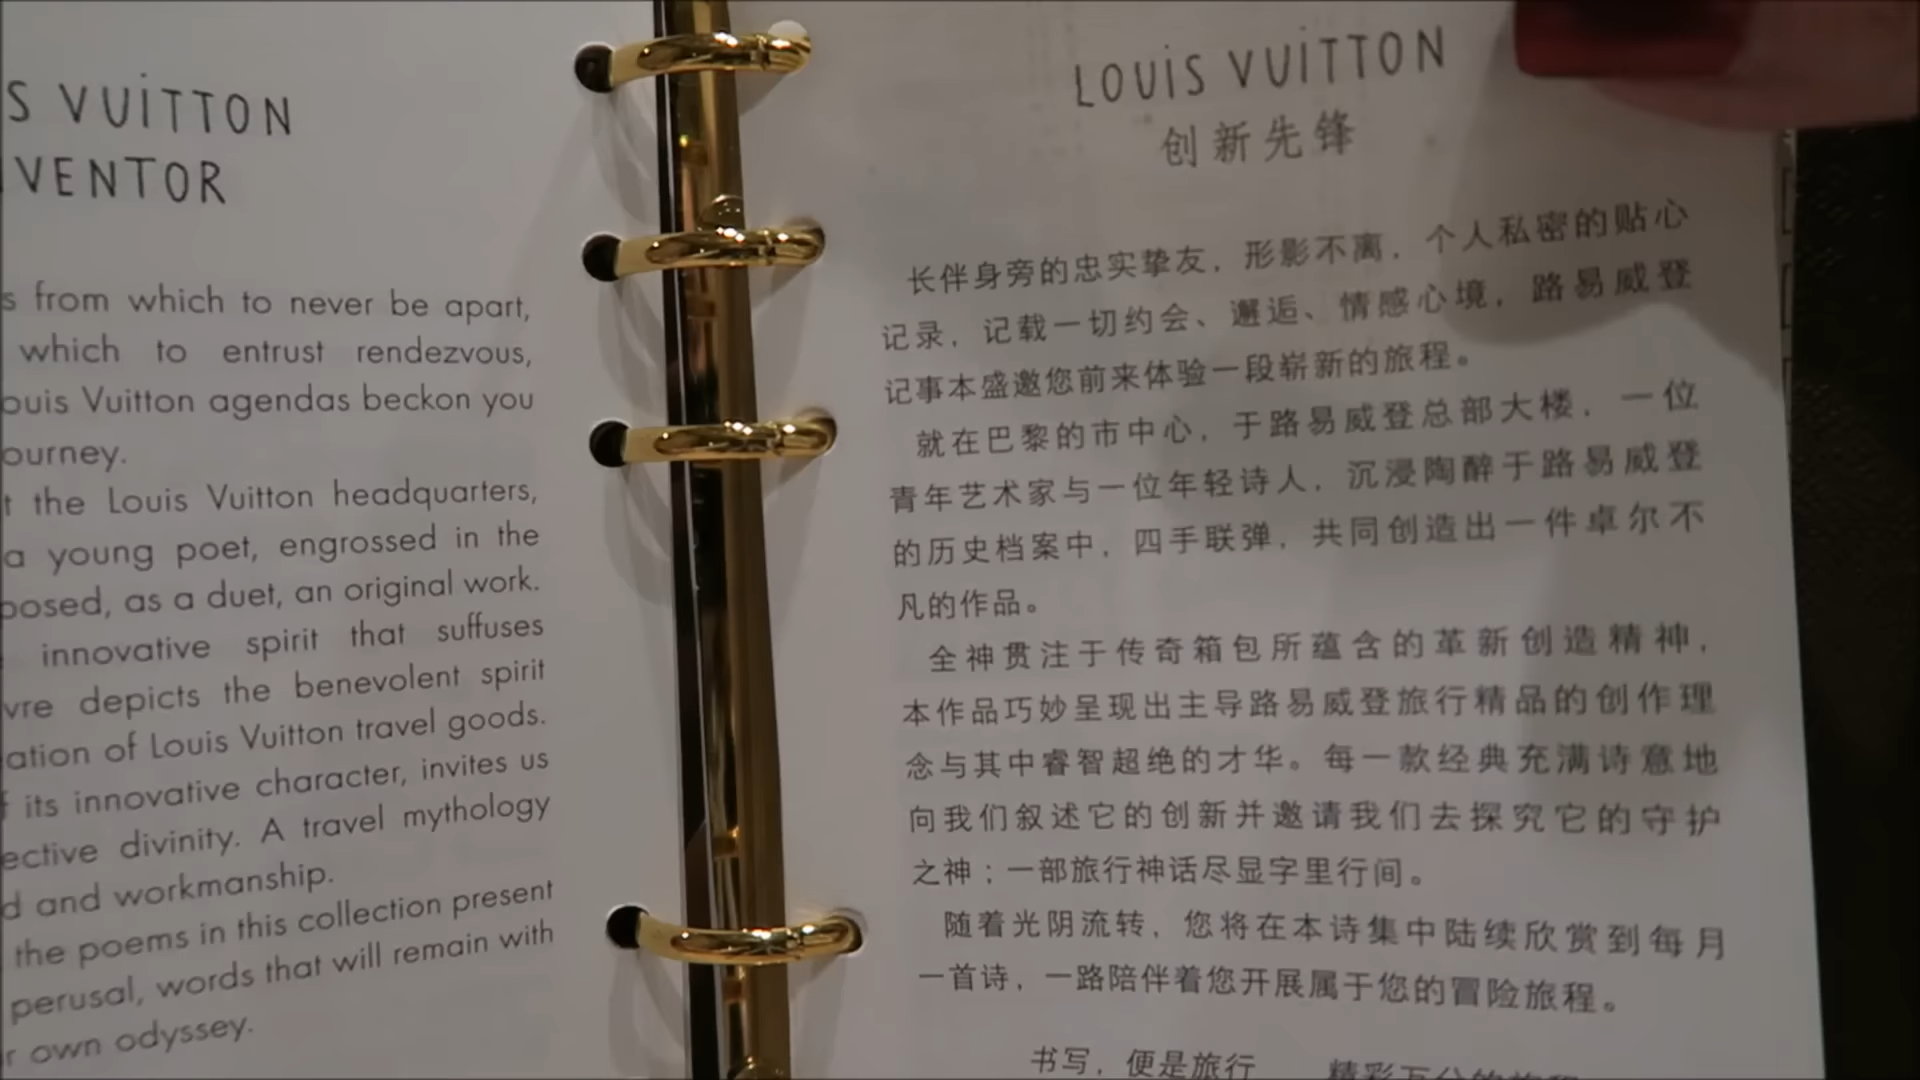 S VUITTON
VENTOR
from which to never be apart,
which to entrust rendezvous,
Vuitton agendas beckon you
the Louis Vuitton headquarters,
a young poet, engrossed in the
as a duet, an original work.
innovative spirit that suffuses
depicts the benevolent spirit
of Louis Vuitton travel goods.
its innovative character, invites us
divinity. A travel mythology
and workmanship.
the poems in this collection present
perusal, words that will remain with
own odyssey.
LOUIS VUITTON
创新先锋
长伴身旁的忠实挚友，形影不离，个人私密的贴心
记录，记载一切约会、邂逅、情感心境，路易威登
记事本盛邀您前来体验一段崭新的旅程。
就在巴黎的市中心，于路易威登总部大楼，一位
青年艺术家与一位年轻诗人，沉浸陶醉于路易威登
的历史档案中，四手联弹，共同创造出一件卓尔不
凡的作品。
全神贯注于传奇箱包所蕴含的革新创造精神，
本作品巧妙呈现出主导路易威登旅行精品的创作理
念与其中睿智超绝的才华。每一款经典充满诗意地
向我们叙述它的创新并邀请我们去探究它的守护
之神；一部旅行神话尽显字里行间。
随着光阴流转，您将在本诗集中陆续欣赏到每月
一首诗，一路陪伴着您开展属于您的冒险旅程。
书写，便是旅行